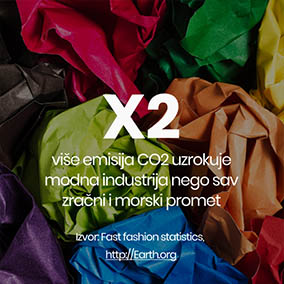 X2
više emisija CO2 uzrokuje
modna industrija nego sav
zračni i morski promet
Izvor: Fast fashion statistics,
http://Earth.org